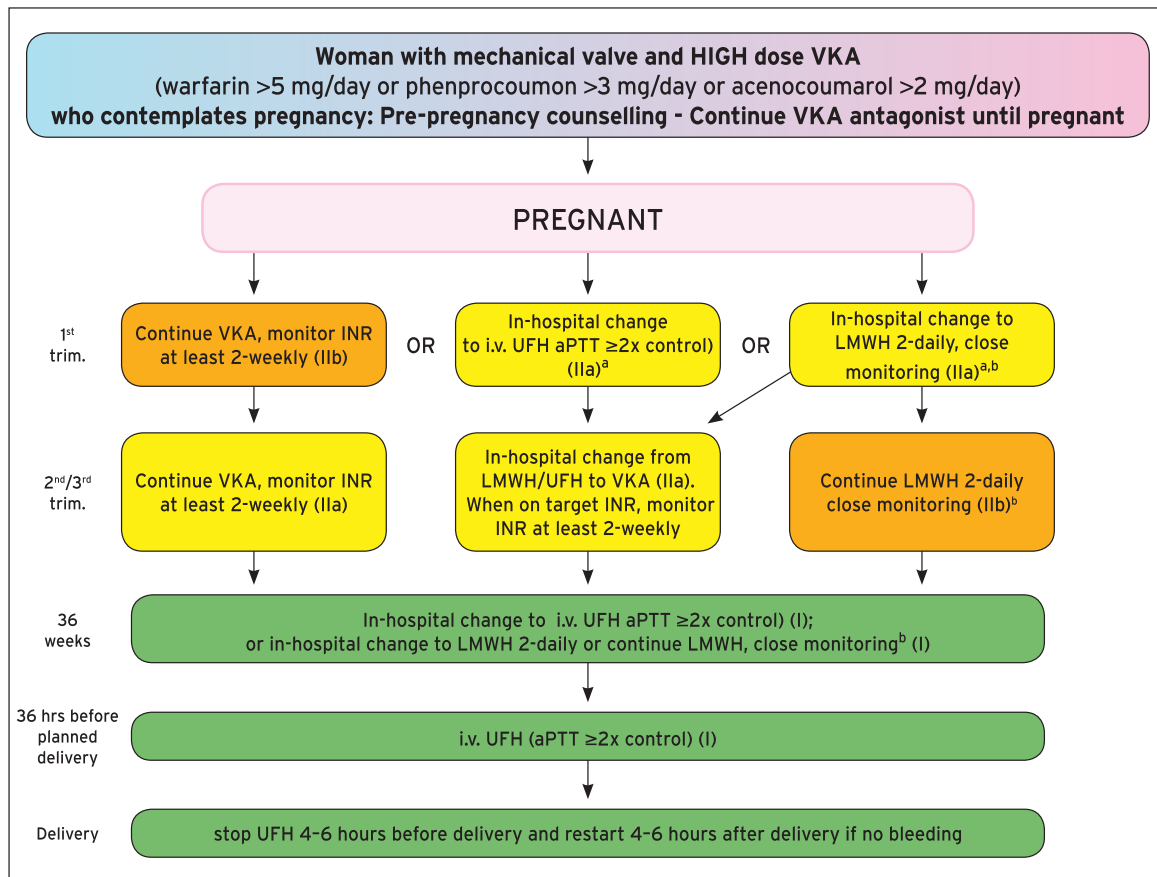 Woman with mechanical valve and HIGH dose VKA
(warfarin >5 mg/day or phenprocoumon >3 mg/day or acenocoumarol >2 mg/day)
who contemplates pregnancy: Pre-pregnancy counselling - Continue VKA antagonist until pregnant
PREGNANT
1st
trim.
Continue VKA, monitor INR
at least 2-weekly (IIb)
OR
In-hospital change
to i.v. UFH aPTT ≥2x control)
(IIa)a
OR
In-hospital change to
LMWH 2-daily, close
monitoring (IIa)a,b
2nd/3rd
trim.
Continue VKA, monitor INR
at least 2-weekly (IIa)
In-hospital change from
LMWH/UFH to VKA (IIa).
When on target INR, monitor
INR at least 2-weekly
Continue LMWH 2-daily
close monitoring (IIb)b
36
weeks
In-hospital change to i.v. UFH aPTT ≥2x control) (I);
or in-hospital change to LMWH 2-daily or continue LMWH, close monitoringb (I)
36 hrs before
planned
delivery
i.v. UFH (aPTT ≥2x control) (I)
Delivery
stop UFH 4–6 hours before delivery and restart 4–6 hours after delivery if no bleeding